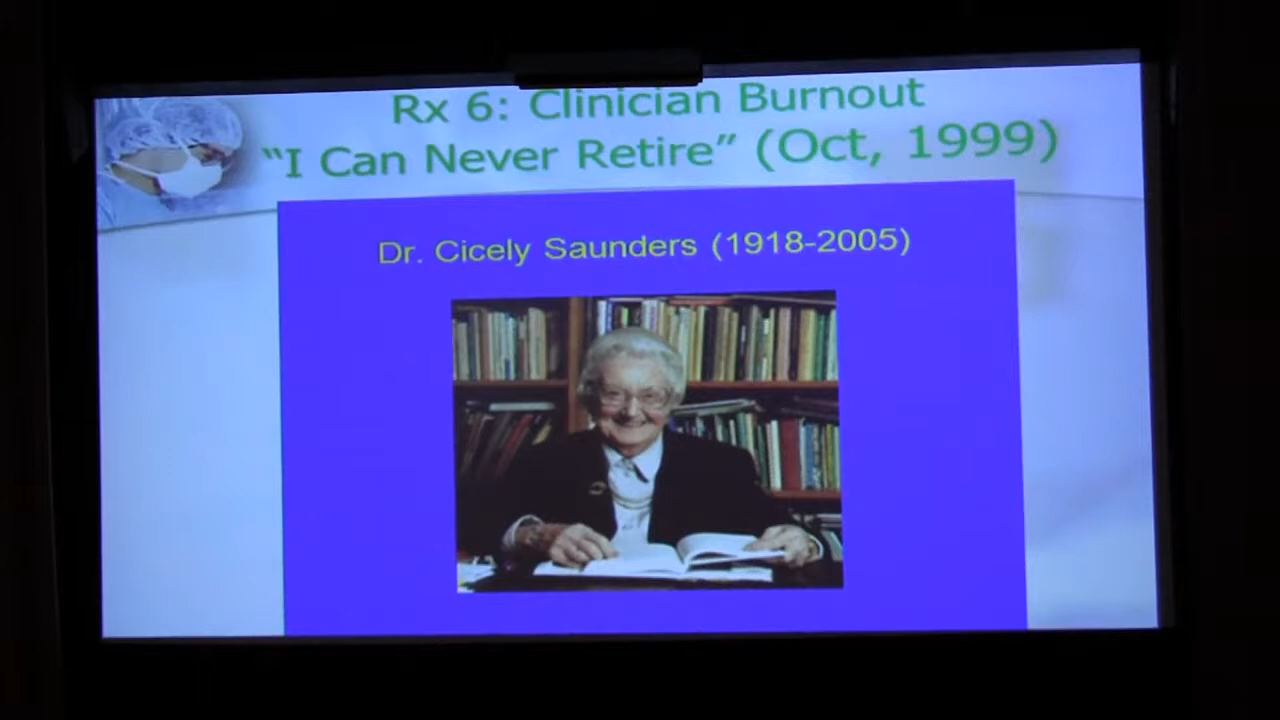 Rx 6: Clinician Burnout
“I Can Never Retire” (Oct, 1999)
Dr. Cicely Saunders (1918-2005)